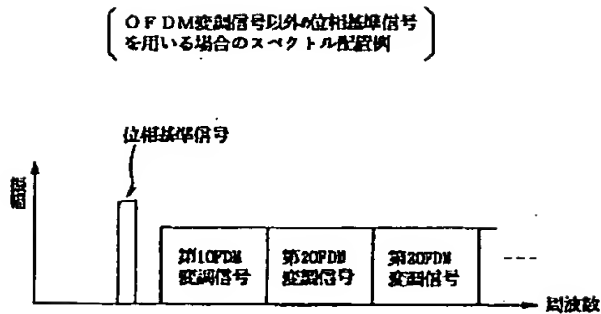 OFDM変調信号以外の位相基準信号
を用いる場合のスペクトル配置例
位相基準信号
振幅
第1OFDM
変調信号
第2OFDM
変調信号
第3OFDM
変調信号
周波数